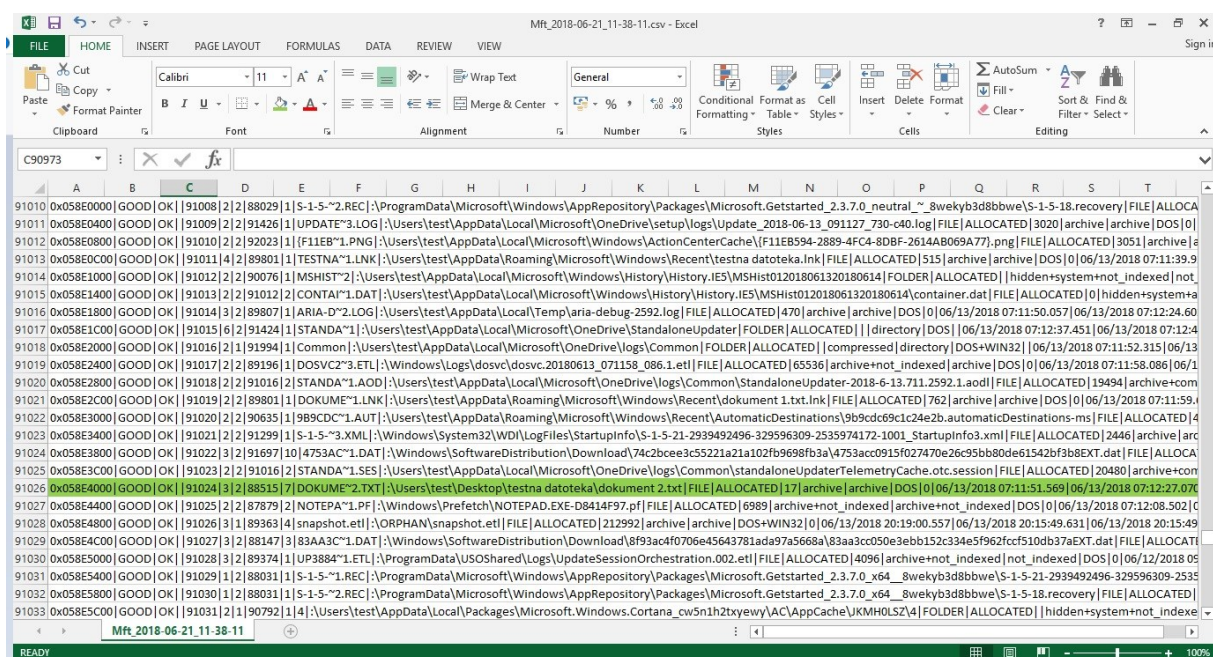 Mft_2018-06-21_11-38-11.csv - Excel
FILE HOME INSERT PAGE LAYOUT FORMULAS DATA REVIEW VIEW Sign in
Cut
Copy
Format Painter
Paste
Calibri 11
Wrap Text
Merge & Center
General
Conditional Formatting
Format as Table
Cell Styles
Insert Delete Format
AutoSum
Fill
Clear
Sort & Filter
Find & Select
Clipboard Font Alignment Number Styles Cells Editing
C90973
A B C D E F G H I J K L M N O P Q R S T
91010 0x058E0000|GOOD|OK||91008|2|2|88029|1|S-1-5-~2.REC|:\ProgramData\Microsoft\Windows\AppRepository\Packages\Microsoft.Getstarted_2.3.7.0_neutral_~_8wekyb3d8bbwe\S-1-5-18.recovery|FILE|ALLOCA
91011 0x058E0400|GOOD|OK||91009|2|2|91426|1|UPDATE~3.LOG|:\Users\test\AppData\Local\Microsoft\OneDrive\setup\logs\Update_2018-06-13_091127_730-c40.log|FILE|ALLOCATED|3020|archive|archive|DOS|0|
91012 0x058E0800|GOOD|OK||91010|2|2|92023|1|{F11EB~1.PNG|:\Users\test\AppData\Local\Microsoft\Windows\ActionCenterCache\{F11EB594-2889-4FC4-8DBF-2614AB069A77}.png|FILE|ALLOCATED|3051|archive|a
91013 0x058E0C00|GOOD|OK||91011|4|2|89801|1|TESTNA~1.LNK|:\Users\test\AppData\Roaming\Microsoft\Windows\Recent\testna datoteka.lnk|FILE|ALLOCATED|515|archive|archive|DOS|0|06/13/2018 07:11:39.9
91014 0x058E1000|GOOD|OK||91012|2|2|90076|1|MSHIST~2|:\Users\test\AppData\Local\Microsoft\Windows\History\History.IE5\MSHist012018061320180614|FOLDER|ALLOCATED||hidden+system+not_indexed|not_
91015 0x058E1400|GOOD|OK||91013|2|2|91012|2|CONTAI~1.DAT|:\Users\test\AppData\Local\Microsoft\Windows\History\History.IE5\MSHist012018061320180614\container.dat|FILE|ALLOCATED|0|hidden+system+a
91016 0x058E1800|GOOD|OK||91014|3|2|89807|1|ARIA-D~2.LOG|:\Users\test\AppData\Local\Temp\aria-debug-2592.log|FILE|ALLOCATED|470|archive|archive|DOS|0|06/13/2018 07:11:50.057|06/13/2018 07:12:24.60
91017 0x058E1C00|GOOD|OK||91015|6|2|91424|1|STANDA~1|:\Users\test\AppData\Local\Microsoft\OneDrive\StandaloneUpdater|FOLDER|ALLOCATED|||directory|DOS||06/13/2018 07:12:37.451|06/13/2018 07:12:4
91018 0x058E2000|GOOD|OK||91016|2|1|91994|1|Common|:\Users\test\AppData\Local\Microsoft\OneDrive\logs\Common|FOLDER|ALLOCATED||compressed|directory|DOS+WIN32||06/13/2018 07:11:52.315|06/13
91019 0x058E2400|GOOD|OK||91017|2|2|89196|1|DOSVC2~3.ETL|:\Windows\Logs\dosvc\dosvc.20180613_071158_086.1.etl|FILE|ALLOCATED|65536|archive+not_indexed|archive|DOS|0|06/13/2018 07:11:58.086|06/1
91020 0x058E2800|GOOD|OK||91018|2|2|91016|2|STANDA~1.AOD|:\Users\test\AppData\Local\Microsoft\OneDrive\logs\Common\StandaloneUpdater-2018-6-13.711.2592.1.aodl|FILE|ALLOCATED|19494|archive+com
91021 0x058E2C00|GOOD|OK||91019|2|2|89801|1|DOKUME~1.LNK|:\Users\test\AppData\Roaming\Microsoft\Windows\Recent\dokument 1.txt.lnk|FILE|ALLOCATED|762|archive|archive|DOS|0|06/13/2018 07:11:59.
91022 0x058E3000|GOOD|OK||91020|2|2|90635|1|9B9CDC~1.AUT|:\Users\test\AppData\Roaming\Microsoft\Windows\Recent\AutomaticDestinations\9b9cdc69c1c24e2b.automaticDestinations-ms|FILE|ALLOCATED|4
91023 0x058E3400|GOOD|OK||91021|2|2|91299|1|S-1-5-~3.XML|:\Windows\System32\WDI\LogFiles\StartupInfo\S-1-5-21-2939492496-329596309-2535974172-1001_StartupInfo3.xml|FILE|ALLOCATED|2446|archive|arc
91024 0x058E3800|GOOD|OK||91022|3|2|91697|10|4753AC~1.DAT|:\Windows\SoftwareDistribution\Download\74c2bcee3c55221a21a102fb9698fb3a\4753acc0915f027470e26c95bb80de61542bf3b8EXT.dat|FILE|ALLOCA
91025 0x058E3C00|GOOD|OK||91023|2|2|91016|2|STANDA~1.SES|:\Users\test\AppData\Local\Microsoft\OneDrive\logs\Common\standaloneUpdaterTelemetryCache.otc.session|FILE|ALLOCATED|20480|archive+com
91026 0x058E4000|GOOD|OK||91024|3|2|88515|7|DOKUME~2.TXT|:\Users\test\Desktop\testna datoteka\dokument 2.txt|FILE|ALLOCATED|17|archive|archive|DOS|0|06/13/2018 07:11:51.569|06/13/2018 07:12:27.070
91027 0x058E4400|GOOD|OK||91025|2|2|87879|2|NOTEPA~1.PF|:\Windows\Prefetch\NOTEPAD.EXE-D8414F97.pf|FILE|ALLOCATED|6989|archive+not_indexed|archive+not_indexed|DOS|0|06/13/2018 07:12:08.502|0
91028 0x058E4800|GOOD|OK||91026|3|1|89363|4|snapshot.etl|:\ORPHAN\snapshot.etl|FILE|ALLOCATED|212992|archive|archive|DOS+WIN32|0|06/13/2018 20:19:00.557|06/13/2018 20:15:49.631|06/13/2018 20:15:49
91029 0x058E4C00|GOOD|OK||91027|3|2|88147|3|83AA3C~1.DAT|:\Windows\SoftwareDistribution\Download\8f93ac4f0706e45643781ada97a5668a\83aa3cc050e3ebb152c334e5f962fccf510db37aEXT.dat|FILE|ALLOCATE
91030 0x058E5000|GOOD|OK||91028|3|2|89374|1|UP3884~1.ETL|:\ProgramData\USOShared\Logs\UpdateSessionOrchestration.002.etl|FILE|ALLOCATED|4096|archive+not_indexed|not_indexed|DOS|0|06/12/2018 09
91031 0x058E5400|GOOD|OK||91029|1|2|88031|1|S-1-5-~1.REC|:\ProgramData\Microsoft\Windows\AppRepository\Packages\Microsoft.Getstarted_2.3.7.0_x64__8wekyb3d8bbwe\S-1-5-21-2939492496-329596309-2535
91032 0x058E5800|GOOD|OK||91030|1|2|88031|1|S-1-5-~2.REC|:\ProgramData\Microsoft\Windows\AppRepository\Packages\Microsoft.Getstarted_2.3.7.0_x64__8wekyb3d8bbwe\S-1-5-18.recovery|FILE|ALLOCATED|
91033 0x058E5C00|GOOD|OK||91031|2|1|90792|1|4|:\Users\test\AppData\Local\Packages\Microsoft.Windows.Cortana_cw5n1h2txyewy\AC\AppCache\JKMH0LSZ\4|FOLDER|ALLOCATED||hidden+system+not_indexe
Mft_2018-06-21_11-38-11
READY 100%